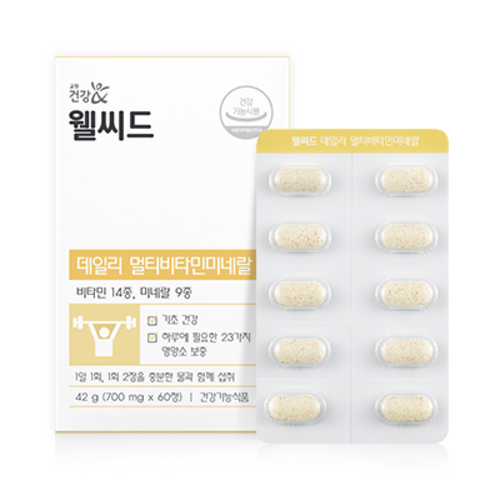 교원
건강&
웰씨드
건강
기능식품
데일리 멀티비타민미네랄
비타민 14종, 미네랄 9종
기초 건강
하루에 필요한 23가지
영양소 보충
1일 1회, 1회 2정을 충분한 물과 함께 섭취
42 g (700 mg x 60정) | 건강기능식품
웰씨드 데일리 멀티비타민미네랄